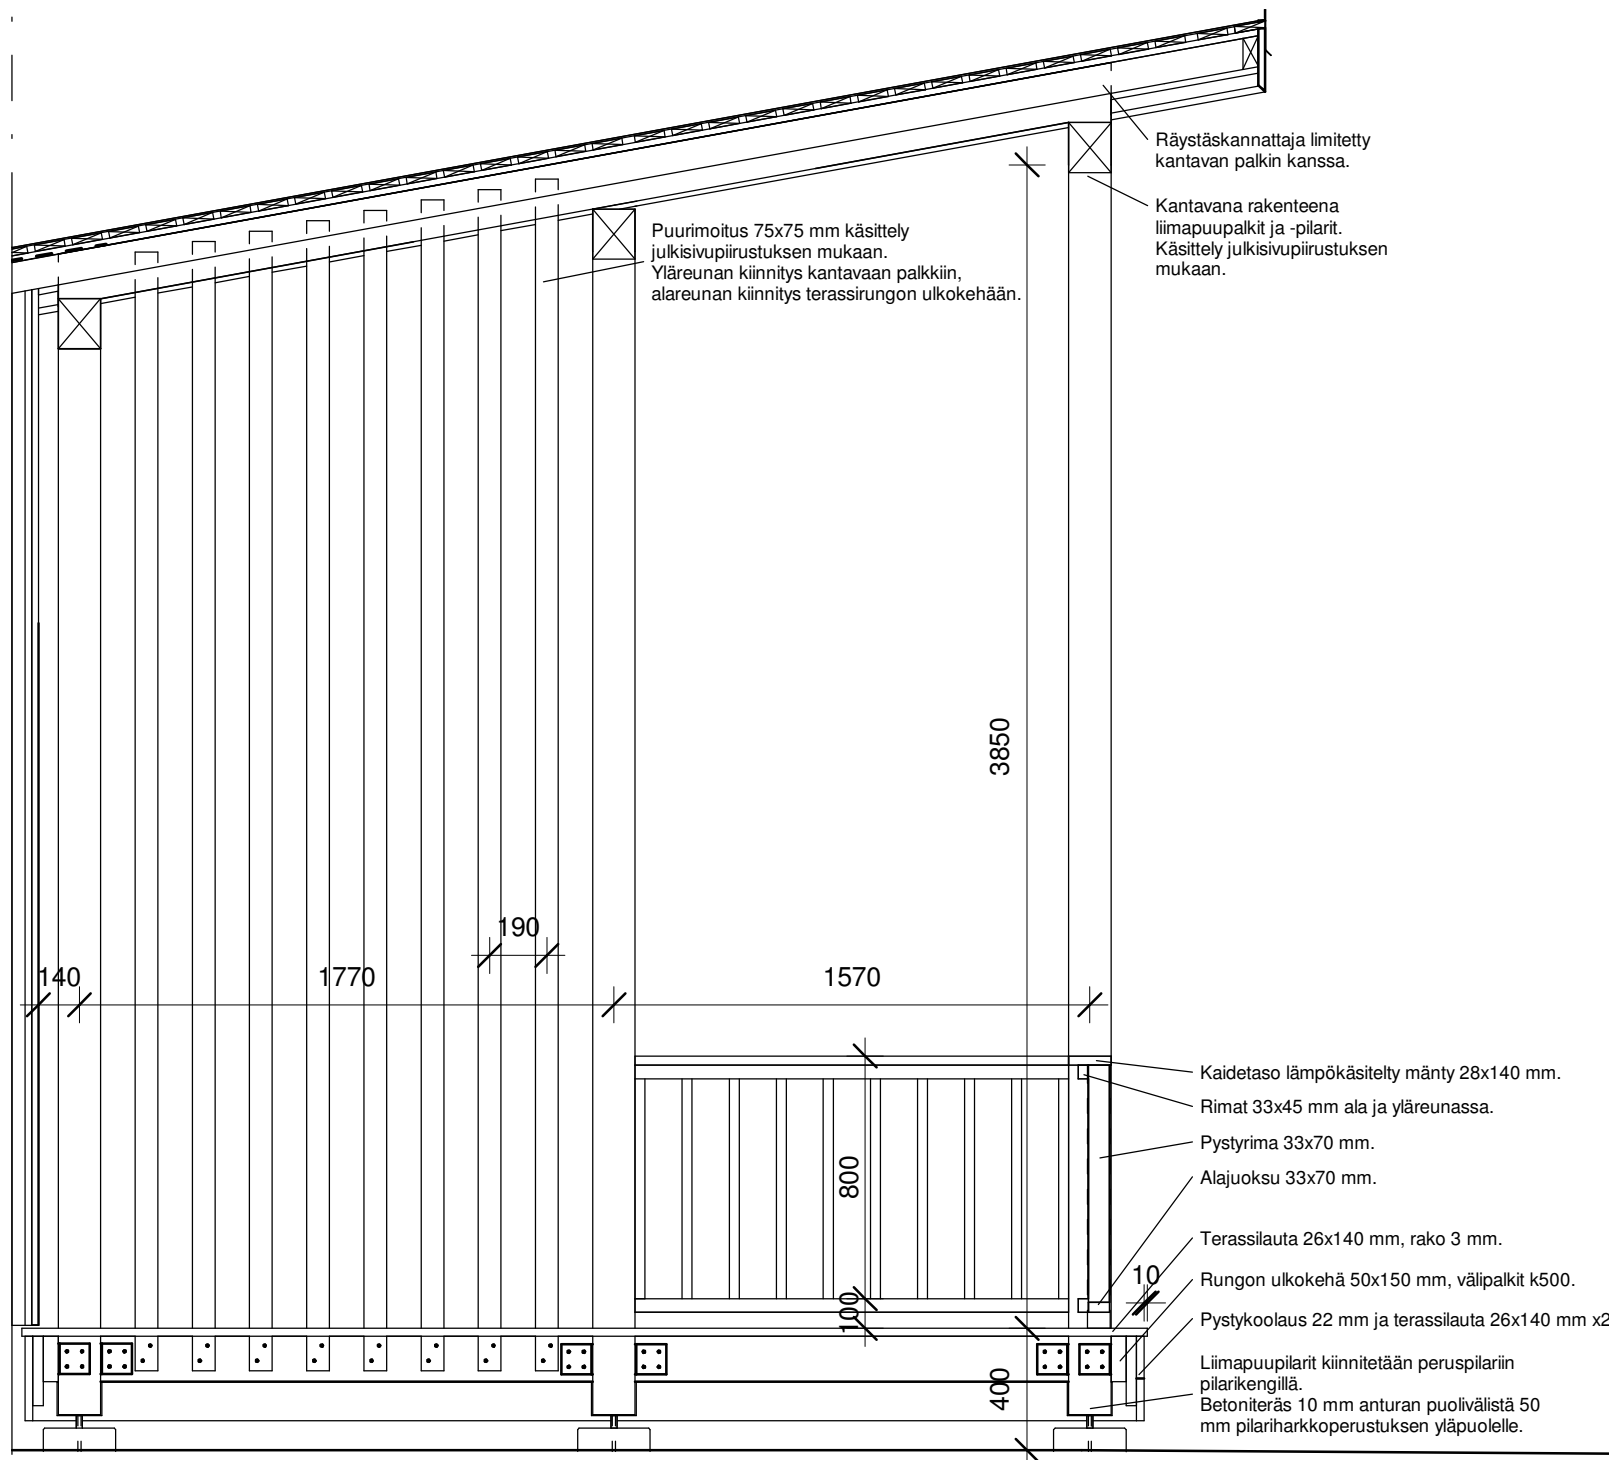 Räystäskannattaja limitetty
kantavan palkin kanssa.
Kantavana rakenteena
liimapuupalkit ja -pilarit.
Käsittely julkisivupiirustuksen
mukaan.
Puurimoitus 75x75 mm käsittely
julkisivupiirustuksen mukaan.
Yläreunan kiinnitys kantavaan palkkiin,
alareunan kiinnitys terassirungon ulkokehään.
3850
190
140
1770
1570
Kaidetaso lämpökäsitelty mänty 28x140 mm.
Rimat 33x45 mm ala ja yläreunassa.
Pystyrima 33x70 mm.
800
Alajuoksu 33x70 mm.
Terassilauta 26x140 mm, rako 3 mm.
10
Rungon ulkokehä 50x150 mm, välipalkit k500.
100
Pystykoolaus 22 mm ja terassilauta 26x140 mm x2
400
Liimapuupilarit kiinnitetään peruspilariin
pilarikengillä.
Betoniteräs 10 mm anturan puolivälistä 50
mm pilariharkkoperustuksen yläpuolelle.